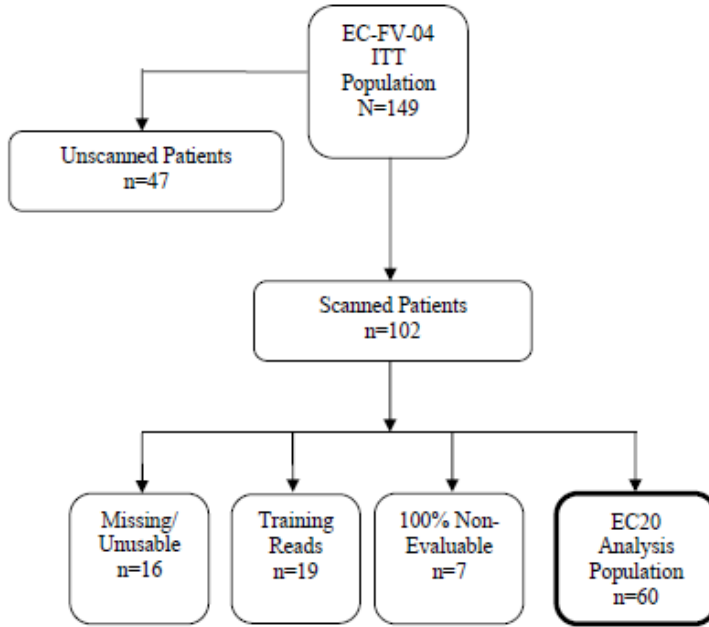 EC-FV-04
ITT
Population
N=149
Unscanned Patients
n=47
Scanned Patients
n=102
Missing/
Unusable
n=16
Training
Reads
n=19
100% Non-
Evaluable
n=7
EC20
Analysis
Population
n=60